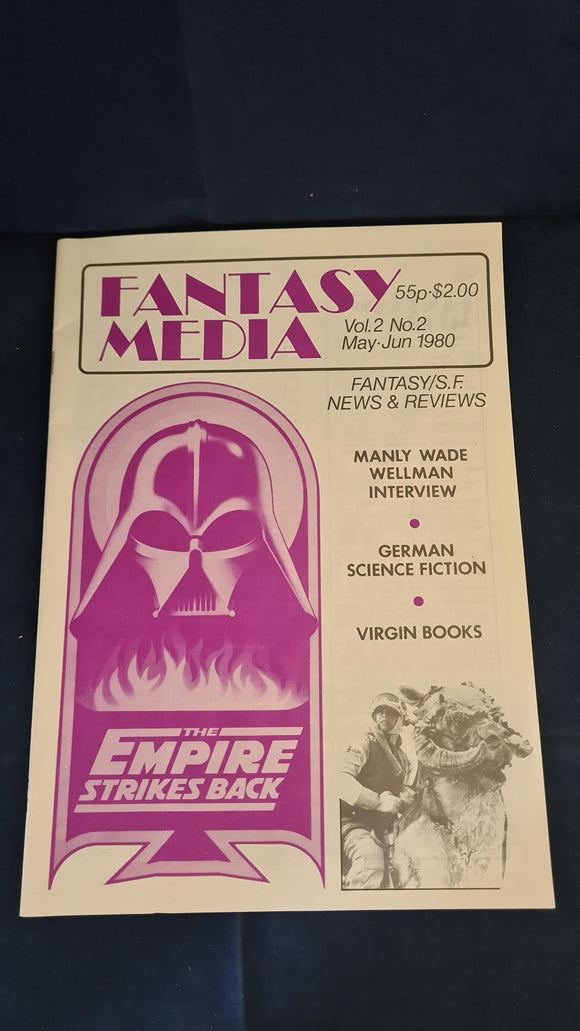 FANTASY
MEDIA
55p·$2.00
Vol.2 No.2
May·Jun 1980
FANTASY/S.F.
NEWS & REVIEWS
MANLY WADE
WELLMAN
INTERVIEW
GERMAN
SCIENCE FICTION
VIRGIN BOOKS
THE
EMPIRE
STRIKES BACK